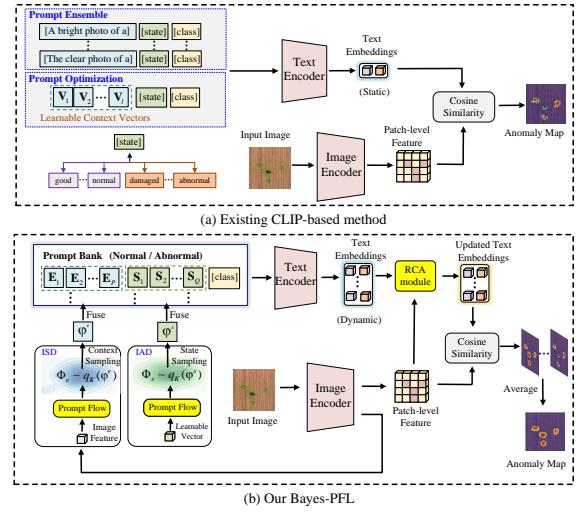 Prompt Ensemble
[A bright photo of a] [state] [class]
[The clear photo of a] [state] [class]
Prompt Optimization
V1 V2 ··· Vl [state] [class]
Learnable Context Vectors
[state]
good ··· normal damaged ··· abnormal
Text Encoder
Text Embeddings
(Static)
Input Image
Image Encoder
Patch-level Feature
Cosine Similarity
Anomaly Map
(a) Existing CLIP-based method
Prompt Bank (Normal / Abnormal)
E1 E2 ··· EP S1 S2 ··· SQ [class]
Fuse
Fuse
φe
φs
ISD
Context Sampling
Φe ~ qK(φe)
Prompt Flow
Image Feature
IAD
State Sampling
Φs ~ qK(φs)
Prompt Flow
Learnable Vector
Text Encoder
Text Embeddings
(Dynamic)
RCA module
Updated Text Embeddings
Input Image
Image Encoder
Patch-level Feature
Cosine Similarity
Average
Anomaly Map
(b) Our Bayes-PFL